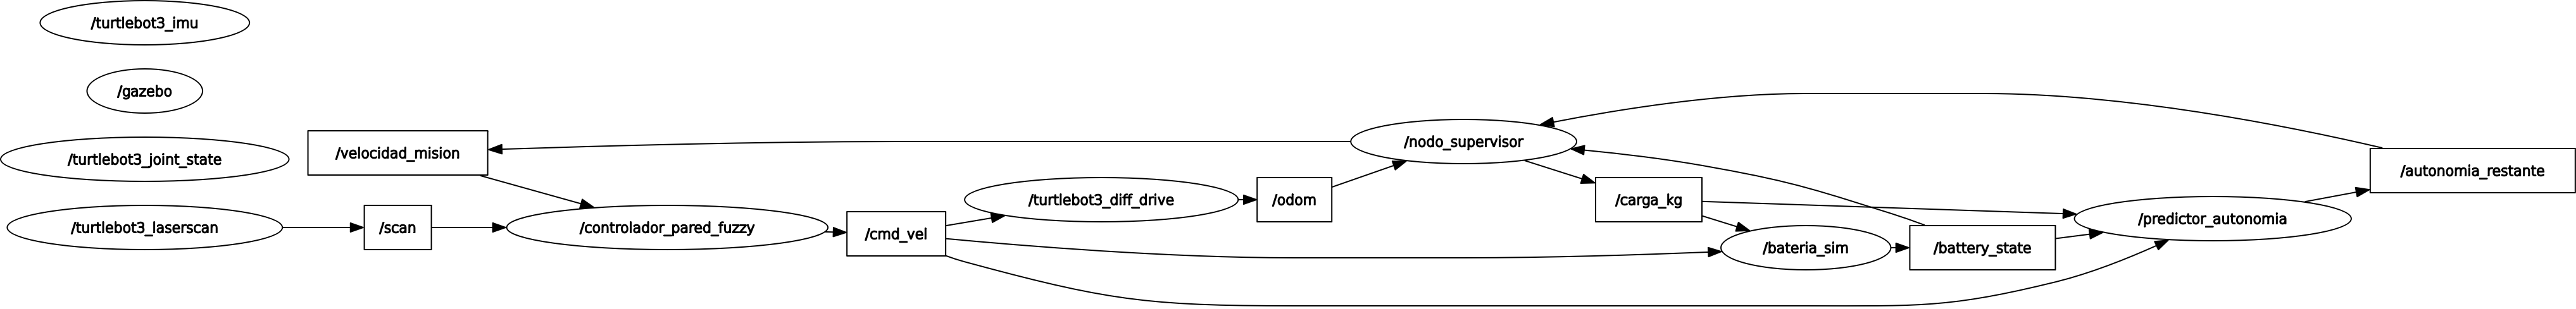 /turtlebot3_imu
/gazebo
/turtlebot3_joint_state
/turtlebot3_laserscan
/velocidad_mision
/scan
/controlador_pared_fuzzy
/cmd_vel
/turtlebot3_diff_drive
/odom
/nodo_supervisor
/carga_kg
/bateria_sim
/battery_state
/predictor_autonomia
/autonomia_restante